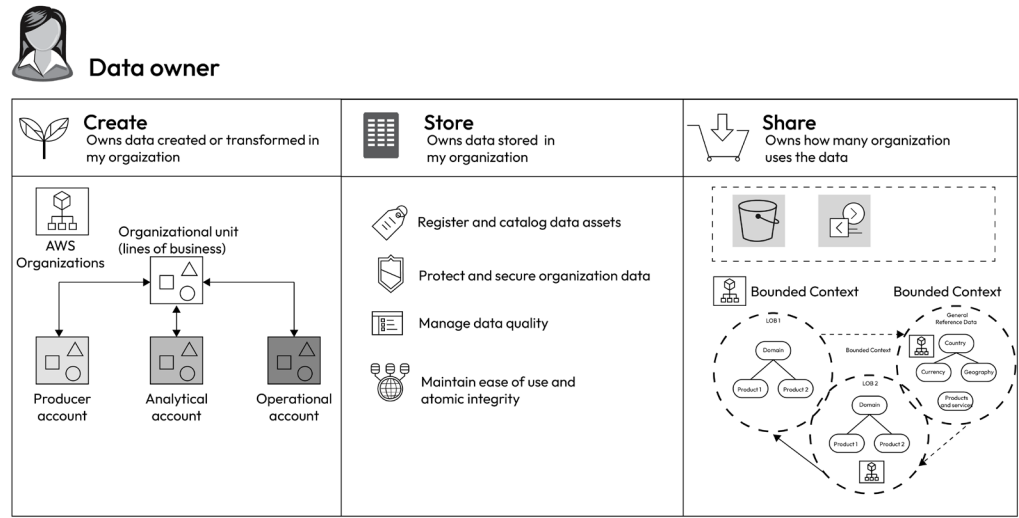 Data owner
Create
Owns data created or transformed in
my orgaization
Store
Owns data stored in
my organization
Share
Owns how many organization
uses the data
AWS
Organizations
Organizational unit
(lines of business)
Producer
account
Analytical
account
Operational
account
Register and catalog data assets
Protect and secure organization data
Manage data quality
Maintain ease of use and
atomic integrity
Bounded Context
Bounded Context
LOB 1
Domain
Product 1
Product 2
Bounded Context
General
Reference Data
Country
Currency
Geography
Products
and services
LOB 2
Domain
Product 1
Product 2